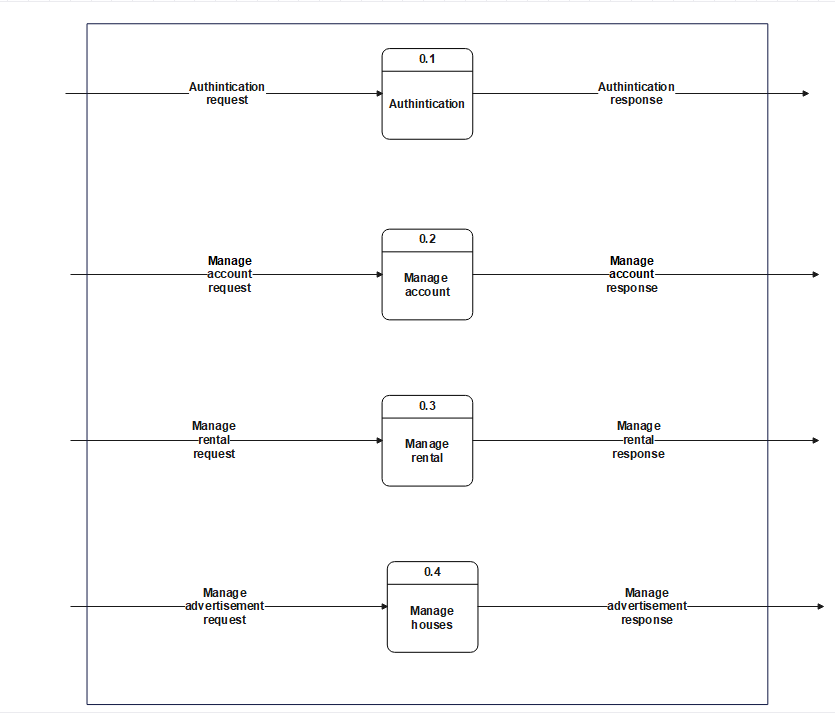 0.1
Authintication
request
Authintication
Authintication
response
0.2
Manage
account
request
Manage
account
Manage
account
response
0.3
Manage
rental
request
Manage
rental
Manage
rental
response
0.4
Manage
advertisement
request
Manage
houses
Manage
advertisement
response